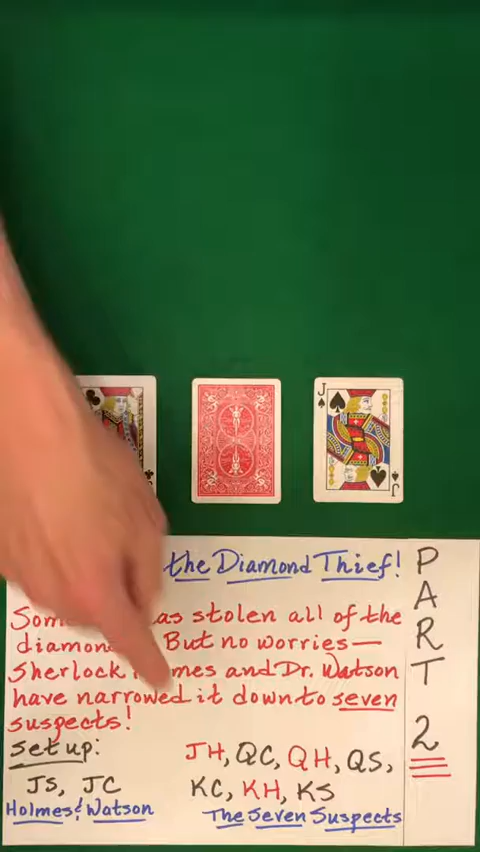 the Diamond Thief!
as stolen all of the
diamon But no worries—
Sherlock mes and Dr. Watson
have narrowed it down to seven
suspects!
Setup:
JS, JC
Holmes & Watson
JH, QC, QH, QS,
KC, KH, KS
The Seven Suspects
PART 2
J
J